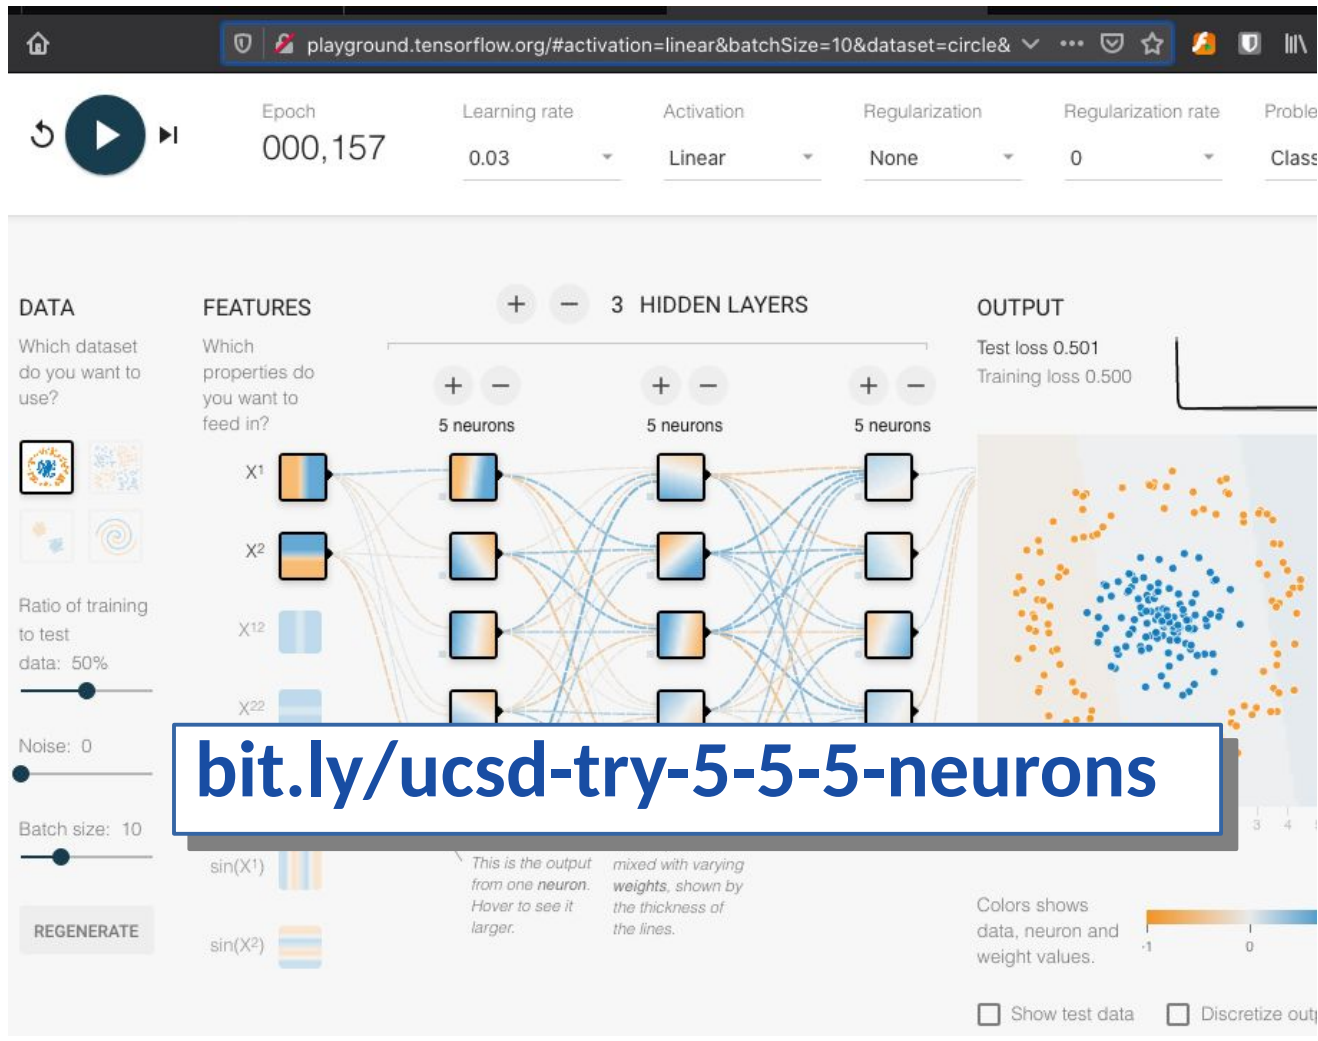 playground.tensorflow.org/#activation=linear&batchSize=10&dataset=circle&
Epoch
000,157
Learning rate
0.03
Activation
Linear
Regularization
None
Regularization rate
0
Proble
Class
DATA
Which dataset
do you want to
use?
Ratio of training
to test
data: 50%
Noise: 0
Batch size: 10
REGENERATE
FEATURES
Which
properties do
you want to
feed in?
X1
X2
X12
X22
sin(X1)
sin(X2)
+ − 3 HIDDEN LAYERS
+ −
5 neurons
+ −
5 neurons
+ −
5 neurons
bit.ly/ucsd-try-5-5-5-neurons
This is the output
from one neuron.
Hover to see it
larger.
mixed with varying
weights, shown by
the thickness of
the lines.
OUTPUT
Test loss 0.501
Training loss 0.500
3 4
Colors shows
data, neuron and
weight values.
-1 0
Show test data
Discretize outp